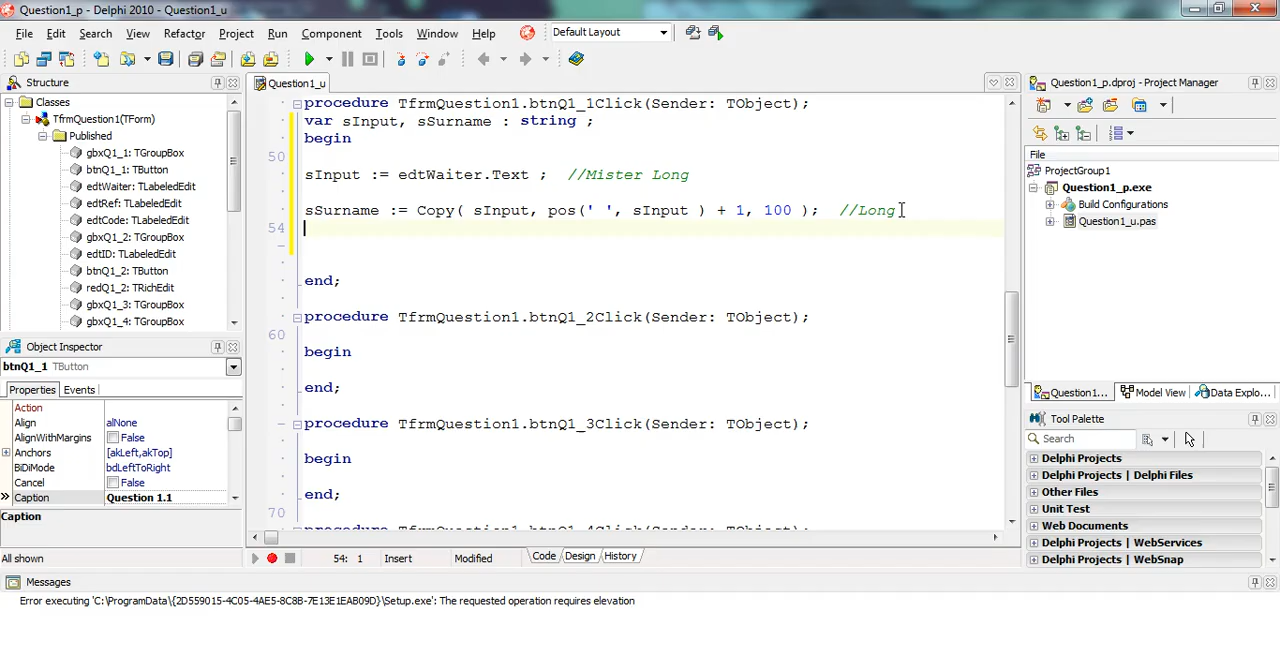 Question1_p - Delphi 2010 - Question1_u
File Edit Search View Refactor Project Run Component Tools Window Help Default Layout
Structure
Classes
TfrmQuestion1(TForm)
Published
gbxQ1_1: TGroupBox
btnQ1_1: TButton
edtWaiter: TLabeledEdit
edtRef: TLabeledEdit
edtCode: TLabeledEdit
gbxQ1_2: TGroupBox
edtID: TLabeledEdit
btnQ1_2: TButton
redQ1_2: TRichEdit
gbxQ1_3: TGroupBox
gbxQ1_4: TGroupBox
Object Inspector
btnQ1_1 TButton
Properties Events
Action
Align alNone
AlignWithMargins False
Anchors [akLeft,akTop]
BiDiMode bdLeftToRight
Cancel False
Caption Question 1.1
Caption
All shown
Question1_u
procedure TfrmQuestion1.btnQ1_1Click(Sender: TObject);
var sInput, sSurname : string ;
begin
50
sInput := edtWaiter.Text ; //Mister Long
sSurname := Copy( sInput, pos(' ', sInput ) + 1, 100 ); //Long
54
end;
procedure TfrmQuestion1.btnQ1_2Click(Sender: TObject);
60
begin
end;
procedure TfrmQuestion1.btnQ1_3Click(Sender: TObject);
begin
end;
70
procedure TfrmQuestion1.btnQ1_4Click(Sender: TObject);
54: 1 Insert Modified Code Design History
Question1_p.dproj - Project Manager
File
ProjectGroup1
Question1_p.exe
Build Configurations
Question1_u.pas
Question1... Model View Data Explo...
Tool Palette
Search
Delphi Projects
Delphi Projects | Delphi Files
Other Files
Unit Test
Web Documents
Delphi Projects | WebServices
Delphi Projects | WebSnap
Messages
Error executing 'C:\ProgramData\{2D559015-4C05-4AE5-8C8B-7E13E1EAB09D}\Setup.exe': The requested operation requires elevation